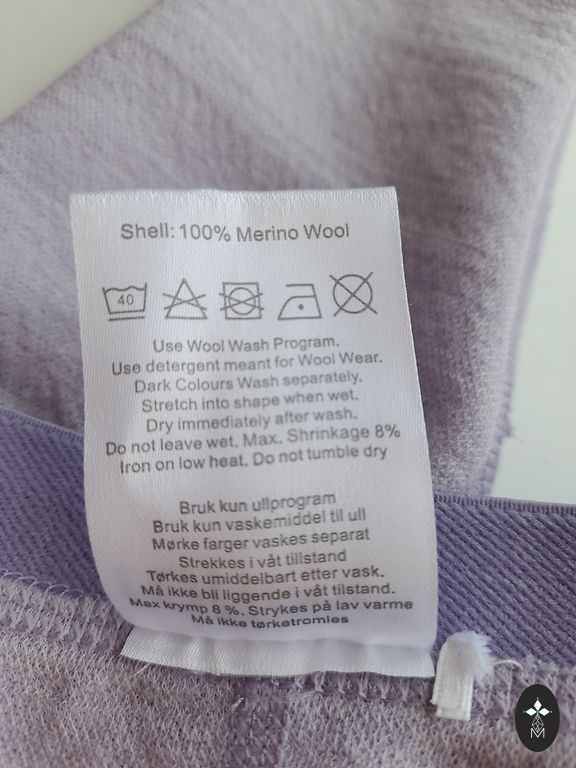 Shell: 100% Merino Wool
40
Use Wool Wash Program.
Use detergent meant for Wool Wear.
Dark Colours Wash separately.
Stretch into shape when wet.
Dry immediately after wash.
Do not leave wet. Max. Shrinkage 8%
Iron on low heat. Do not tumble dry
Bruk kun ullprogram
Bruk kun vaskemiddel til ull
Mørke farger vaskes separat
Strekkes i våt tilstand
Tørkes umiddelbart etter vask.
Må ikke bli liggende i våt tilstand.
Max krymp 8 %. Strykes på lav varme
Må ikke tørketromles
M